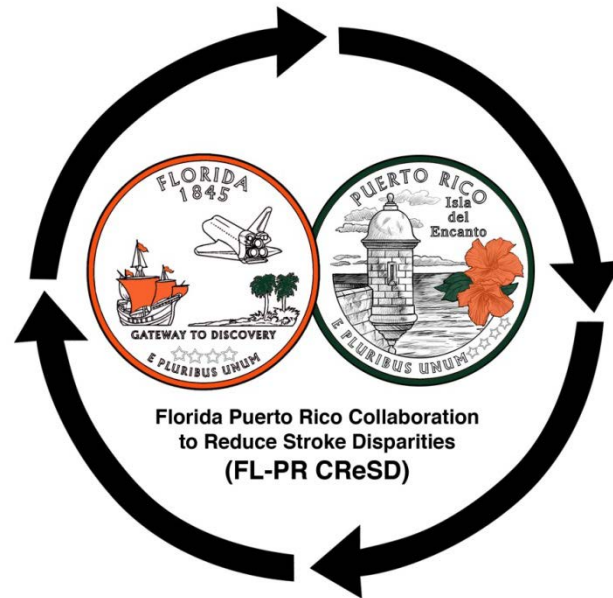 FLORIDA
1845
GATEWAY TO DISCOVERY
E PLURIBUS UNUM
PUERTO RICO
Isla
del
Encanto
E PLURIBUS UNUM
Florida Puerto Rico Collaboration
to Reduce Stroke Disparities
(FL-PR CReSD)